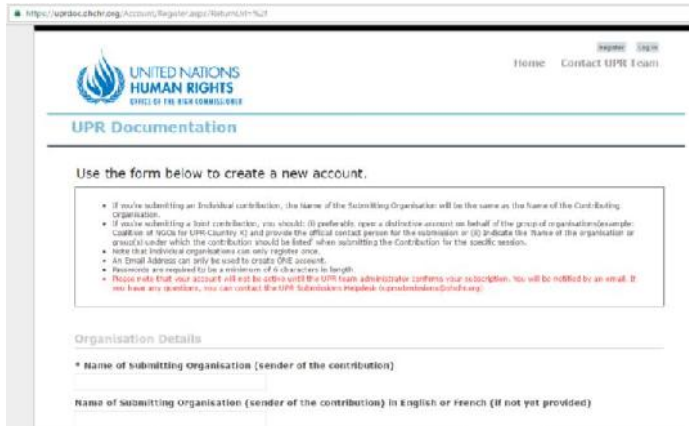 https://uprdoc.ohchr.org/Account/Register.aspx?ReturnUrl=%2f
Register Log In
UNITED NATIONS
HUMAN RIGHTS
OFFICE OF THE HIGH COMMISSIONER
Home Contact UPR Team
UPR Documentation
Use the form below to create a new account.
• If you're submitting an Individual contribution, the Name of the Submitting Organisation will be the same as the Name of the Contributing
Organisation.
• If you're submitting a Joint contribution, you should: (i) preferably open a distinctive account on behalf of the group of organisations(example:
Coalition of NGOs for UPR-Country X) and provide the official contact person for the submission or (ii) indicate the 'Name of the organisation or
group(s) under which the contribution should be listed' when submitting the Contribution for the specific session.
• Note that individual organisations can only register once.
• An Email Address can only be used to create ONE account.
• Passwords are required to be a minimum of 6 characters in length
• Please note that your account will not be active until the UPR team administrator confirms your subscription. You will be notified by an email. If
you have any questions, you can contact the UPR Submissions Helpdesk (uprsubmissions@ohchr.org)
Organisation Details
* Name of Submitting Organisation (sender of the contribution)
Name of Submitting Organisation (sender of the contribution) in English or French (if not yet provided)